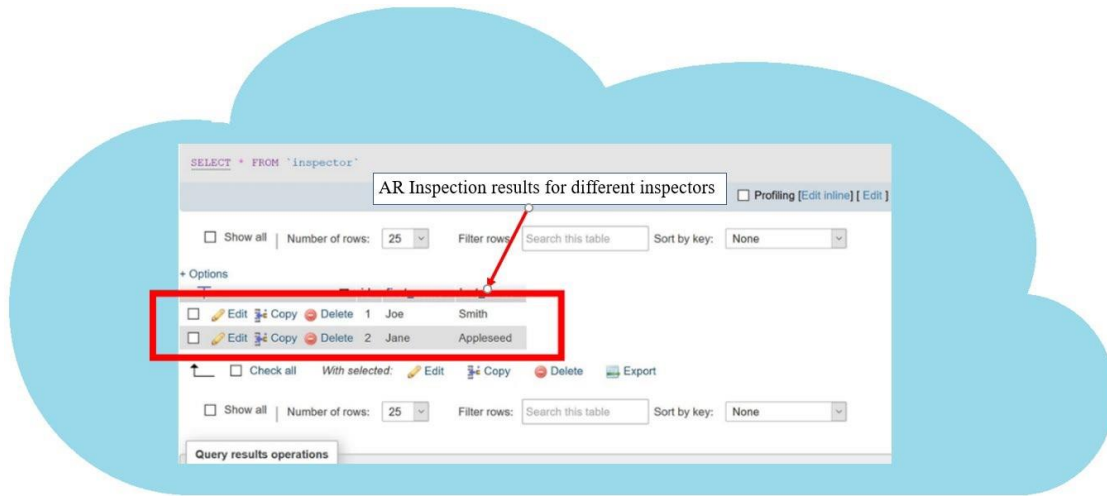 SELECT * FROM `inspector`
AR Inspection results for different inspectors
Profiling [Edit inline] [ Edit ]
Show all | Number of rows: 25 Filter rows: Search this table Sort by key: None
+ Options
Edit Copy Delete 1 Joe Smith
Edit Copy Delete 2 Jane Appleseed
Check all With selected: Edit Copy Delete Export
Show all | Number of rows: 25 Filter rows: Search this table Sort by key: None
Query results operations